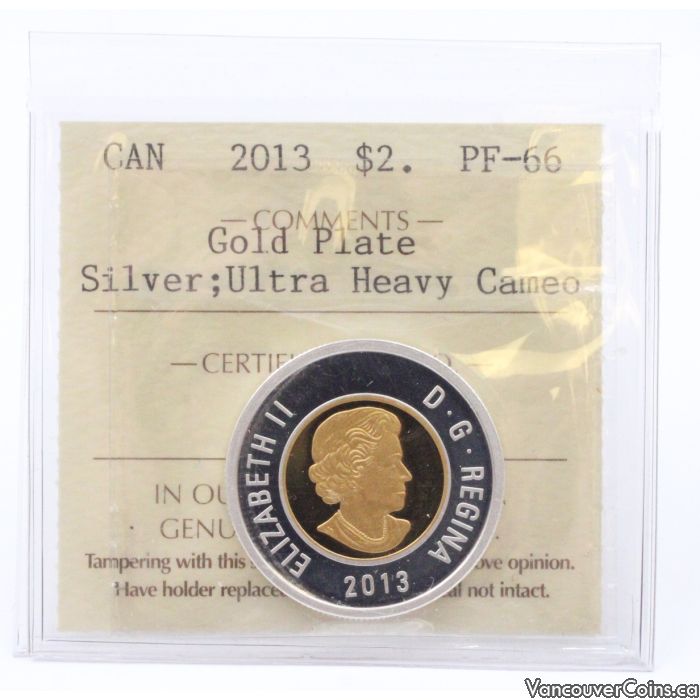 CAN 2013 $2. PF-66
— COMMENTS —
Gold Plate
Silver;Ultra Heavy Cameo
— CERTIF
ELIZABETH II D·G·REGINA
2013
IN OU
GENU
Tampering with this ove opinion.
Have holder replace not intact.
VancouverCoins.ca